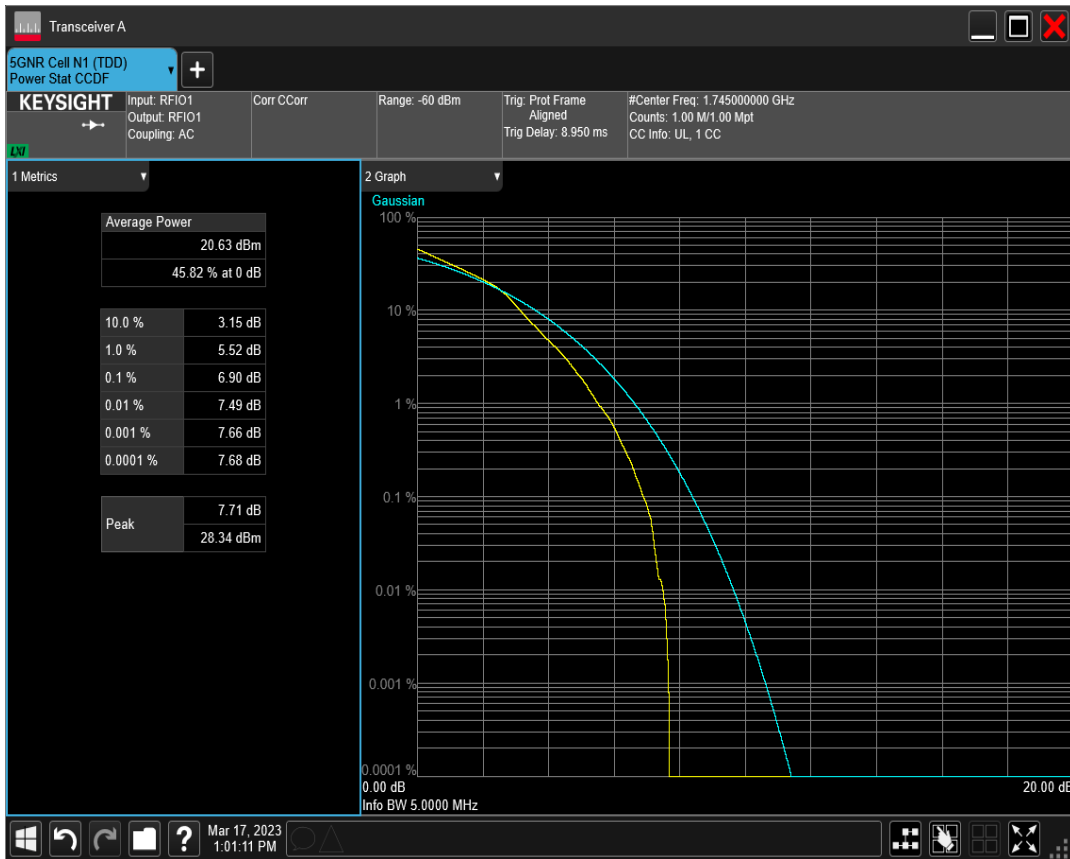 Transceiver A
5GNR Cell N1 (TDD)
Power Stat CCDF
+
KEYSIGHT
LXI
Input: RFIO1
Output: RFIO1
Coupling: AC
Corr CCorr
Range: -60 dBm
Trig: Prot Frame
Aligned
Trig Delay: 8.950 ms
#Center Freq: 1.745000000 GHz
Counts: 1.00 M/1.00 Mpt
CC Info: UL, 1 CC
1 Metrics
Average Power
20.63 dBm
45.82 % at 0 dB
10.0 % 3.15 dB
1.0 % 5.52 dB
0.1 % 6.90 dB
0.01 % 7.49 dB
0.001 % 7.66 dB
0.0001 % 7.68 dB
Peak 7.71 dB
28.34 dBm
2 Graph
Gaussian
100 %
10 %
1 %
0.1 %
0.01 %
0.001 %
0.0001 %
0.00 dB 20.00 dB
Info BW 5.0000 MHz
?
Mar 17, 2023
1:01:11 PM